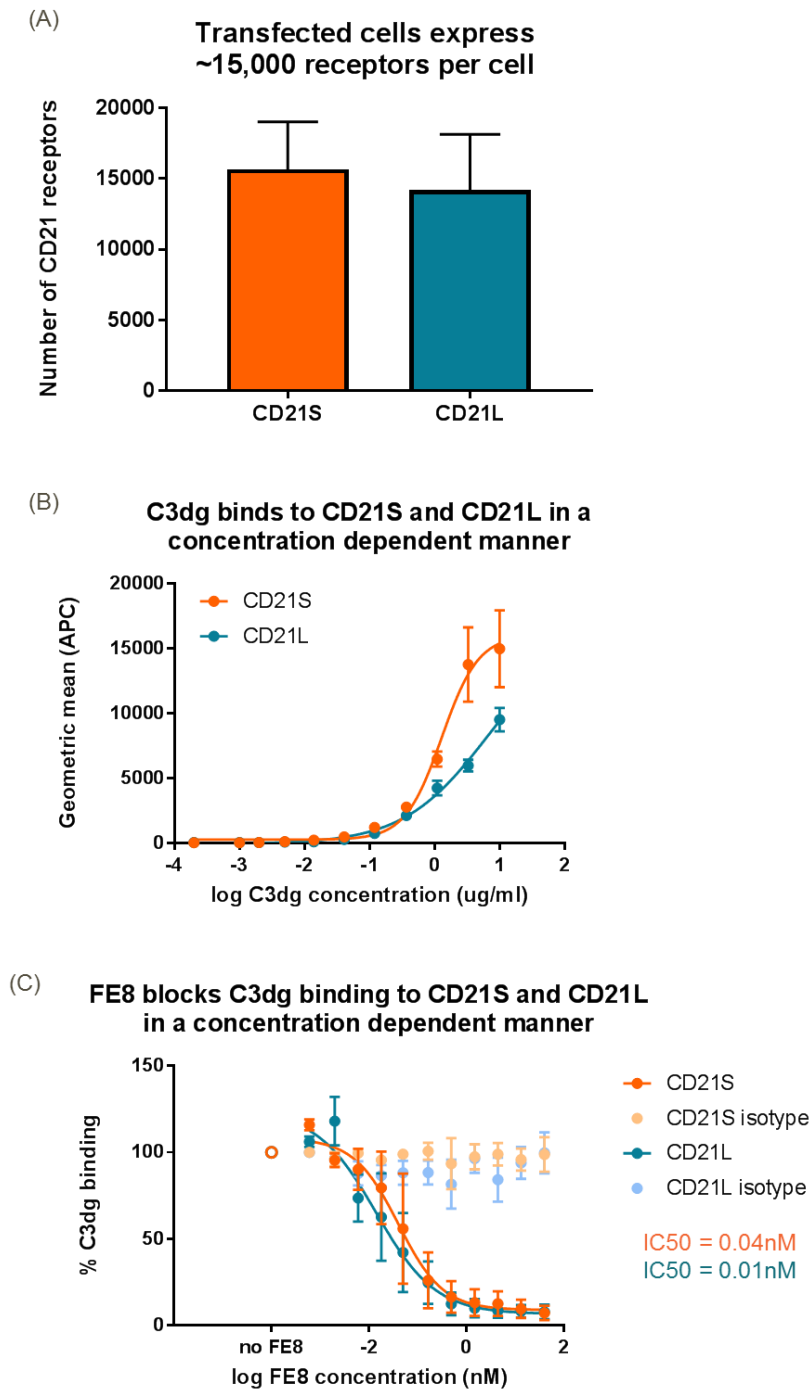 (A)
Transfected cells express
~15,000 receptors per cell
Number of CD21 receptors
20000
15000
10000
5000
0
CD21S
CD21L
(B)
C3dg binds to CD21S and CD21L in a
concentration dependent manner
Geometric mean (APC)
20000
15000
10000
5000
0
CD21S
CD21L
-4
-3
-2
-1
0
1
2
log C3dg concentration (ug/ml)
(C)
FE8 blocks C3dg binding to CD21S and CD21L
in a concentration dependent manner
% C3dg binding
150
100
50
0
CD21S
CD21S isotype
CD21L
CD21L isotype
IC50 = 0.04nM
IC50 = 0.01nM
no FE8
-2
0
2
log FE8 concentration (nM)